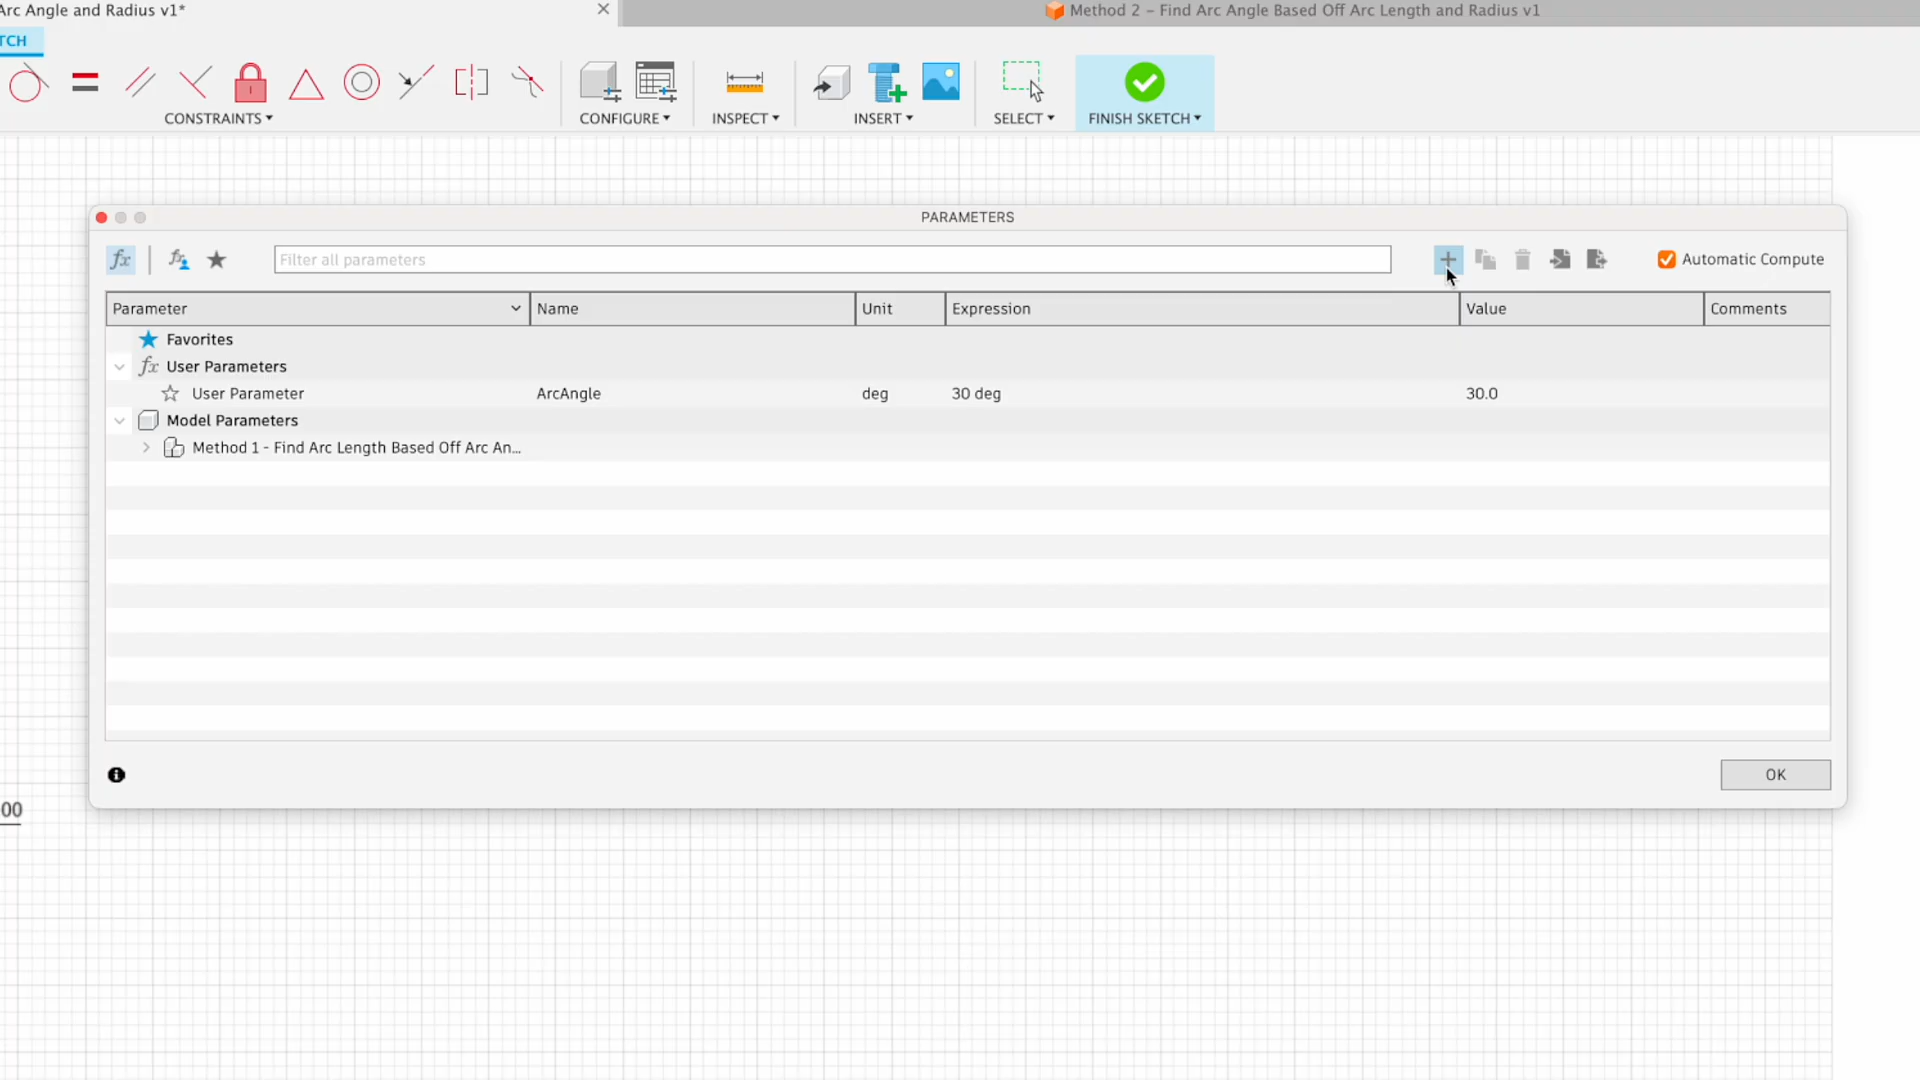 Arc Angle and Radius v1*
Method 2 – Find Arc Angle Based Off Arc Length and Radius v1
TCH
CONSTRAINTS
CONFIGURE
INSPECT
INSERT
SELECT
FINISH SKETCH
PARAMETERS
fx
Filter all parameters
Automatic Compute
Parameter Name Unit Expression Value Comments
Favorites
fx User Parameters
User Parameter ArcAngle deg 30 deg 30.0
Model Parameters
Method 1 - Find Arc Length Based Off Arc An...
OK
00